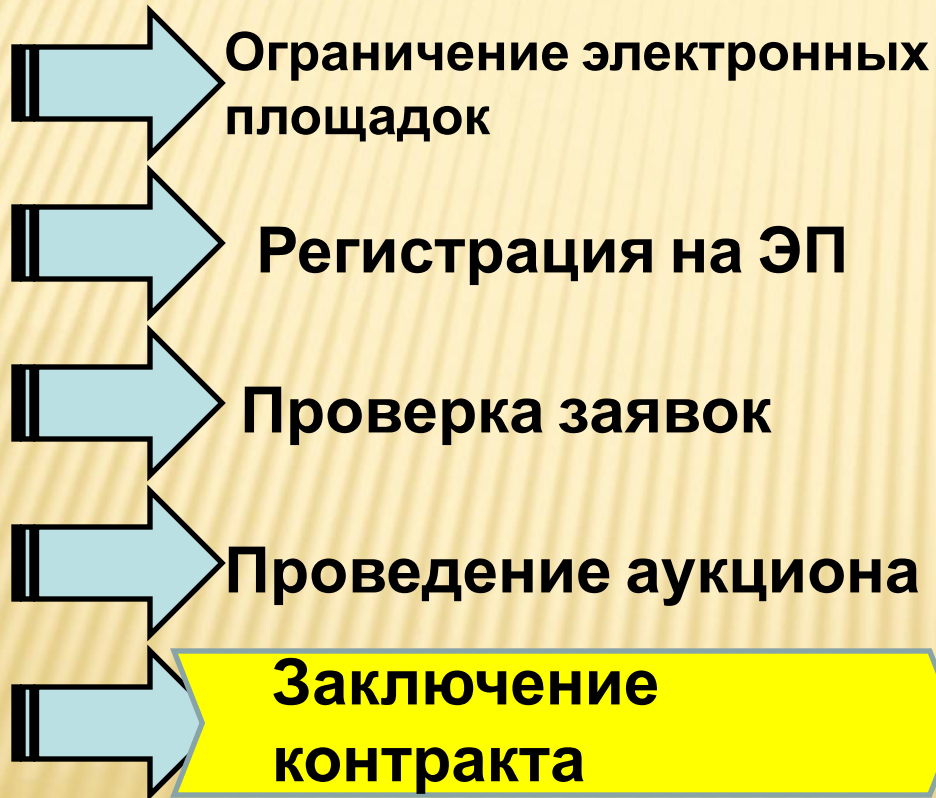 Ограничение электронных
площадок
Регистрация на ЭП
Проверка заявок
Проведение аукциона
Заключение
контракта